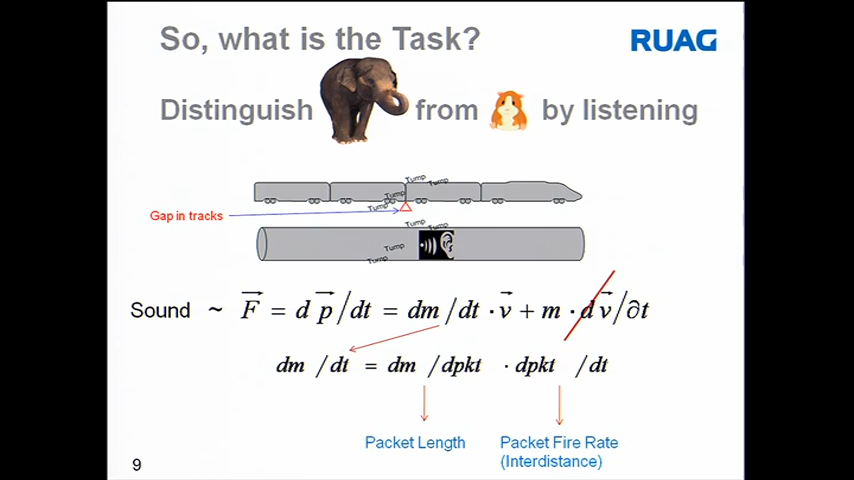 So, what is the Task?
RUAG
Distinguish from by listening
Tump
Tump
Tump
Tump
Gap in tracks
Tump
Tump
Tump
Tump
Sound ~ F⃗ = d p⃗/dt = dm/dt · v⃗ + m · d v⃗/∂t
dm /dt = dm /dpkt · dpkt /dt
Packet Length
Packet Fire Rate
(Interdistance)
9